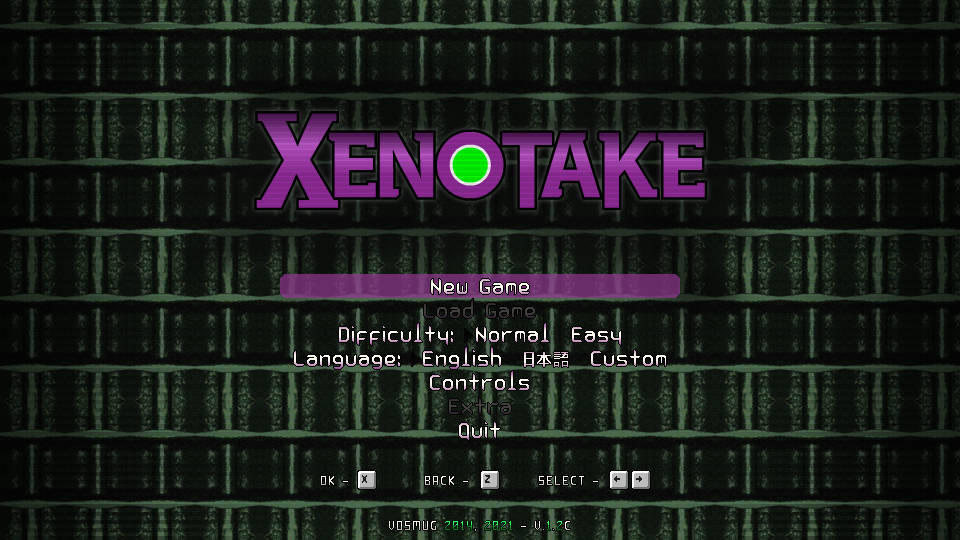 XENOTAKE
New Game
Load Game
Difficulty: Normal Easy
Language: English 日本語 Custom
Controls
Extra
Quit
OK - X BACK - Z SELECT - ← →
VOSMUG 2014, 2021 - V.1.2C